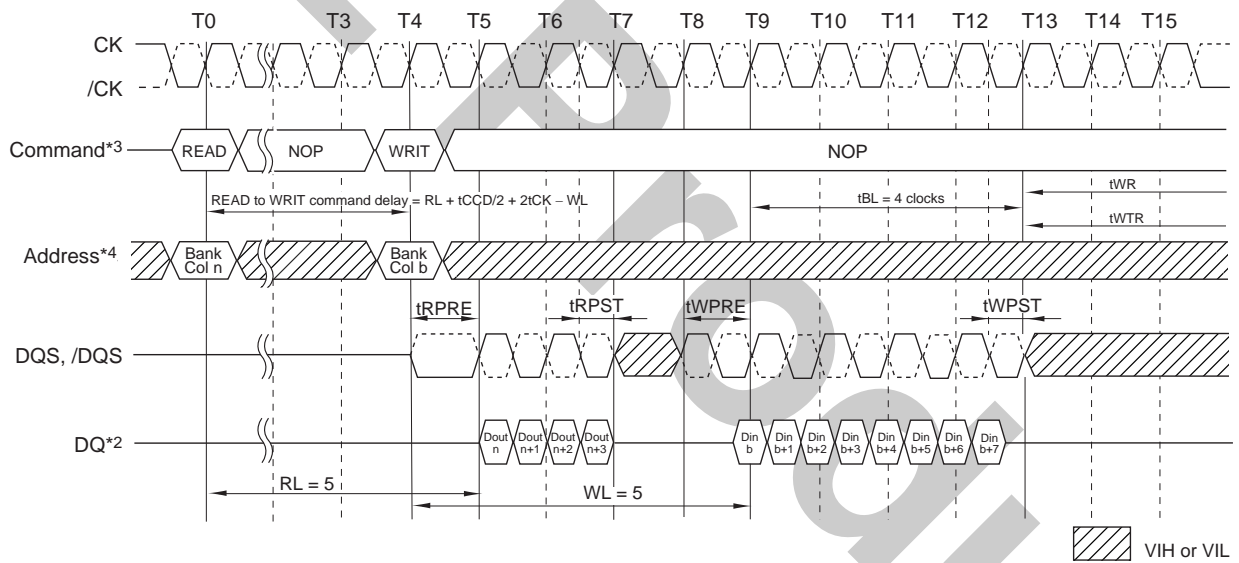 T0 T3 T4 T5 T6 T7 T8 T9 T10 T11 T12 T13 T14 T15
CK
/CK
Command*3 READ NOP WRIT NOP
READ to WRIT command delay = RL + tCCD/2 + 2tCK − WL
tBL = 4 clocks
tWR
tWTR
Address*4
Bank
Col n
Bank
Col b
tRPRE tRPST tWPRE tWPST
DQS, /DQS
DQ*2
Dout
n
Dout
n+1
Dout
n+2
Dout
n+3
Din
b
Din
b+1
Din
b+2
Din
b+3
Din
b+4
Din
b+5
Din
b+6
Din
b+7
RL = 5
WL = 5
VIH or VIL